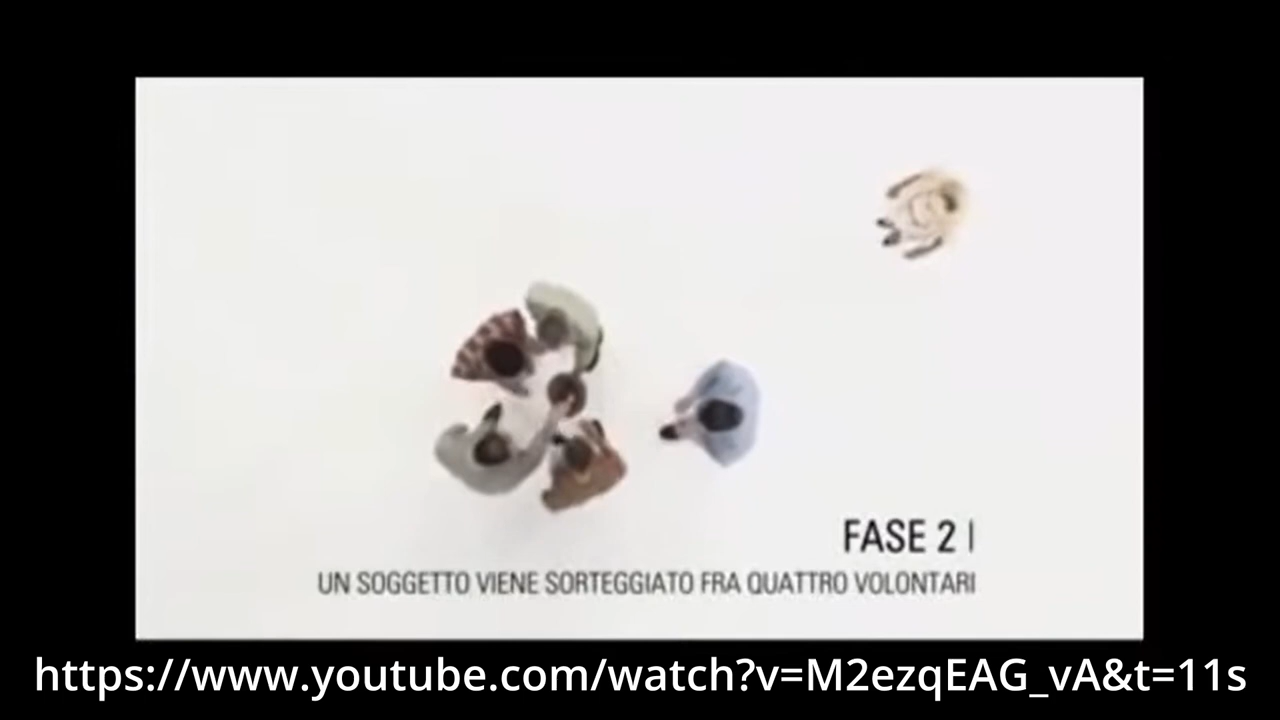 FASE 2 |
UN SOGGETTO VIENE SORTEGGIATO FRA QUATTRO VOLONTARI
https://www.youtube.com/watch?v=M2ezqEAG_vA&t=11s